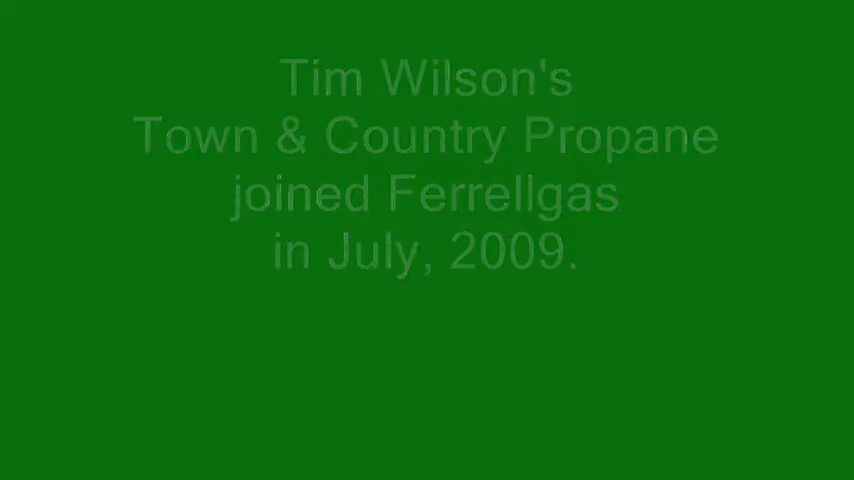 Tim Wilson's
Town & Country Propane
joined Ferrellgas
in July, 2009.